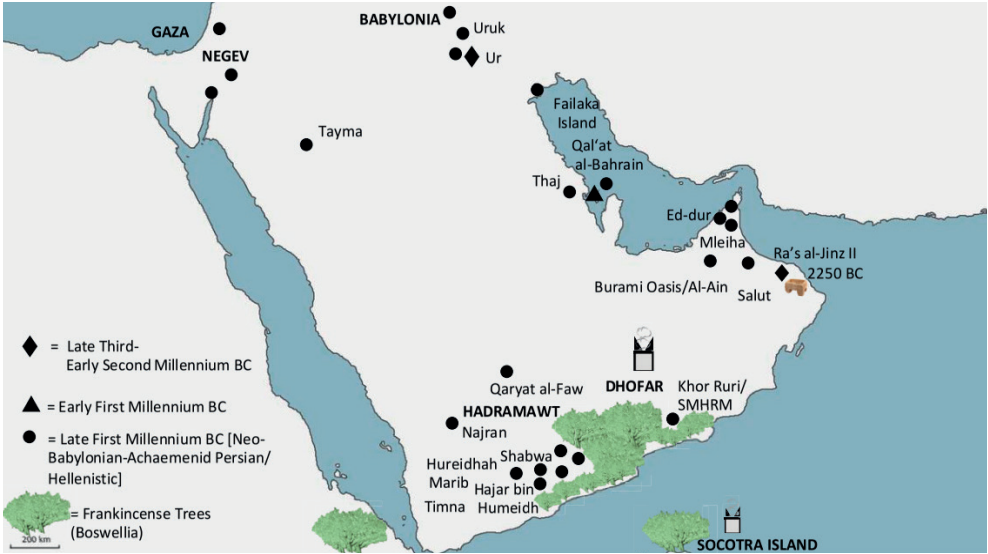 BABYLONIA
GAZA
Uruk
NEGEV
Ur
Failaka
Island
Tayma
Qal‘at
al-Bahrain
Thaj
Ed-dur
Mleiha
Ra’s al-Jinz II
2250 BC
Burami Oasis/Al-Ain
Salut
= Late Third-
Early Second Millennium BC
Qaryat al-Faw
DHOFAR
Khor Ruri/
SMHRM
= Early First Millennium BC
HADRAMAWT
Najran
= Late First Millennium BC [Neo-
Babylonian-Achaemenid Persian/
Hellenistic]
Shabwa
Hureidhah
Marib
Hajar bin
Humeidh
Timna
= Frankincense Trees
(Boswellia)
200 km
SOCOTRA ISLAND